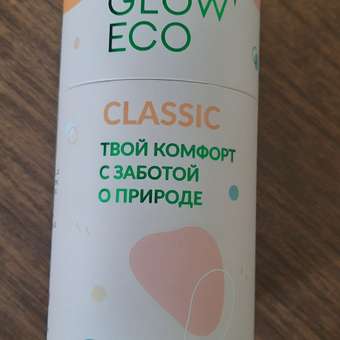 GLOW
ECO
CLASSIC
ТВОЙ КОМФОРТ
С ЗАБОТОЙ
О ПРИРОДЕ